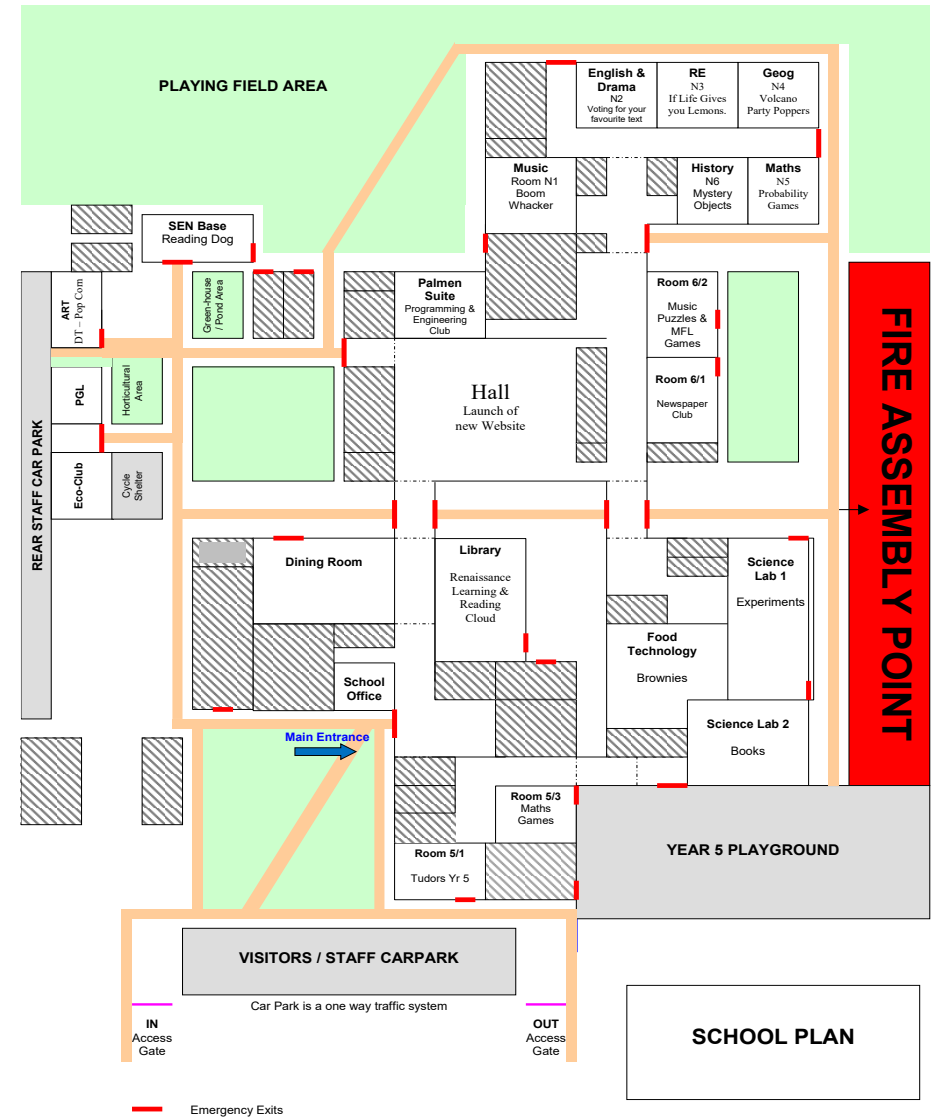 PLAYING FIELD AREA
English &
Drama
N2
Voting for your
favourite text
RE
N3
If Life Gives
you Lemons.
Geog
N4
Volcano
Party Poppers
Music
Room N1
Boom
Whacker
History
N6
Mystery
Objects
Maths
N5
Probability
Games
SEN Base
Reading Dog
ART
DT – Pop Com
Green-house
/ Pond Area
Palmen
Suite
Programming &
Engineering
Club
Room 6/2
Music
Puzzles &
MFL
Games
Room 6/1
Newspaper
Club
Hall
Launch of
new Website
PGL
Horticultural
Area
Eco-Club
Cycle
Shelter
REAR STAFF CAR PARK
FIRE ASSEMBLY POINT
Dining Room
Library
Renaissance
Learning &
Reading
Cloud
Science
Lab 1
Experiments
Food
Technology
Brownies
School
Office
Science Lab 2
Books
Main Entrance
Room 5/3
Maths
Games
Room 5/1
Tudors Yr 5
YEAR 5 PLAYGROUND
VISITORS / STAFF CARPARK
Car Park is a one way traffic system
IN
Access
Gate
OUT
Access
Gate
SCHOOL PLAN
Emergency Exits